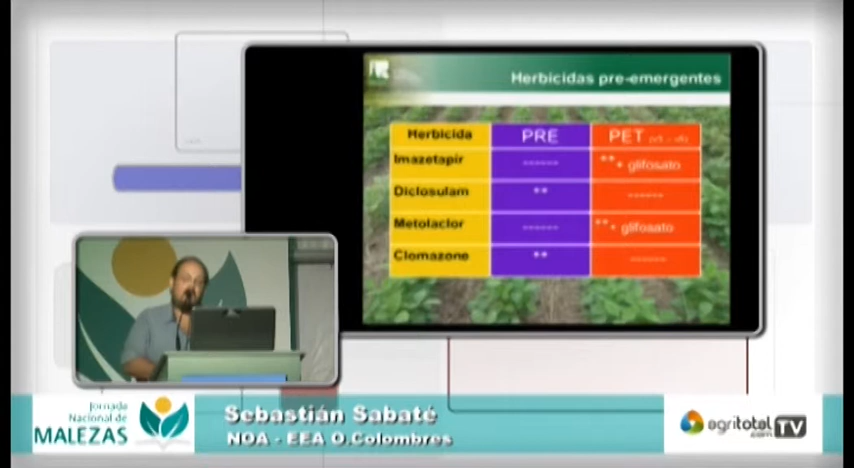 Herbicidas pre-emergentes
Herbicida PRE PET
Imazetapir ------ **+ glifosato
Diclosulam ** ------
Metolaclor ------ **+ glifosato
Clomazone ** ------
Jornada
Nacional de
MALEZAS
Sebastián Sabaté
NOA - EEA O.Colombres
agritotal
.com TV